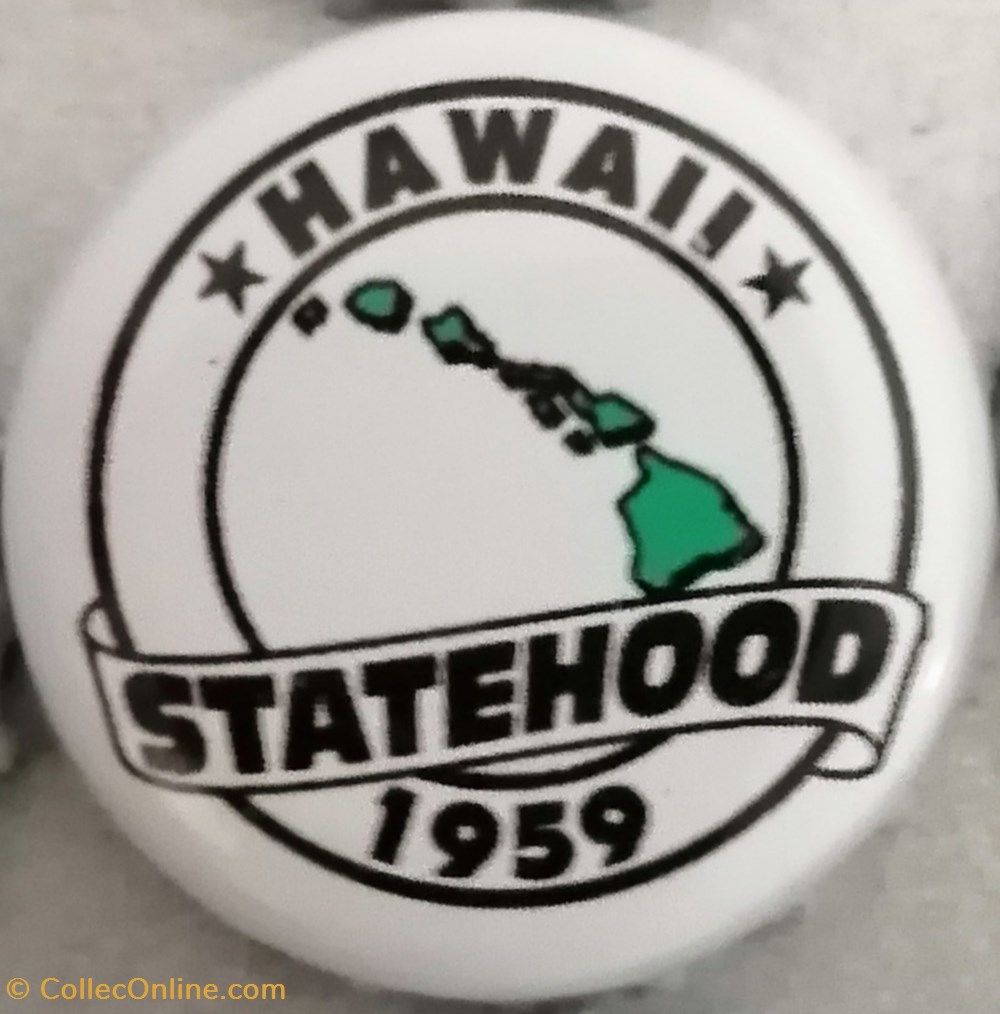 ★ HAWAII ★
STATEHOOD
1959
© CollecOnline.com